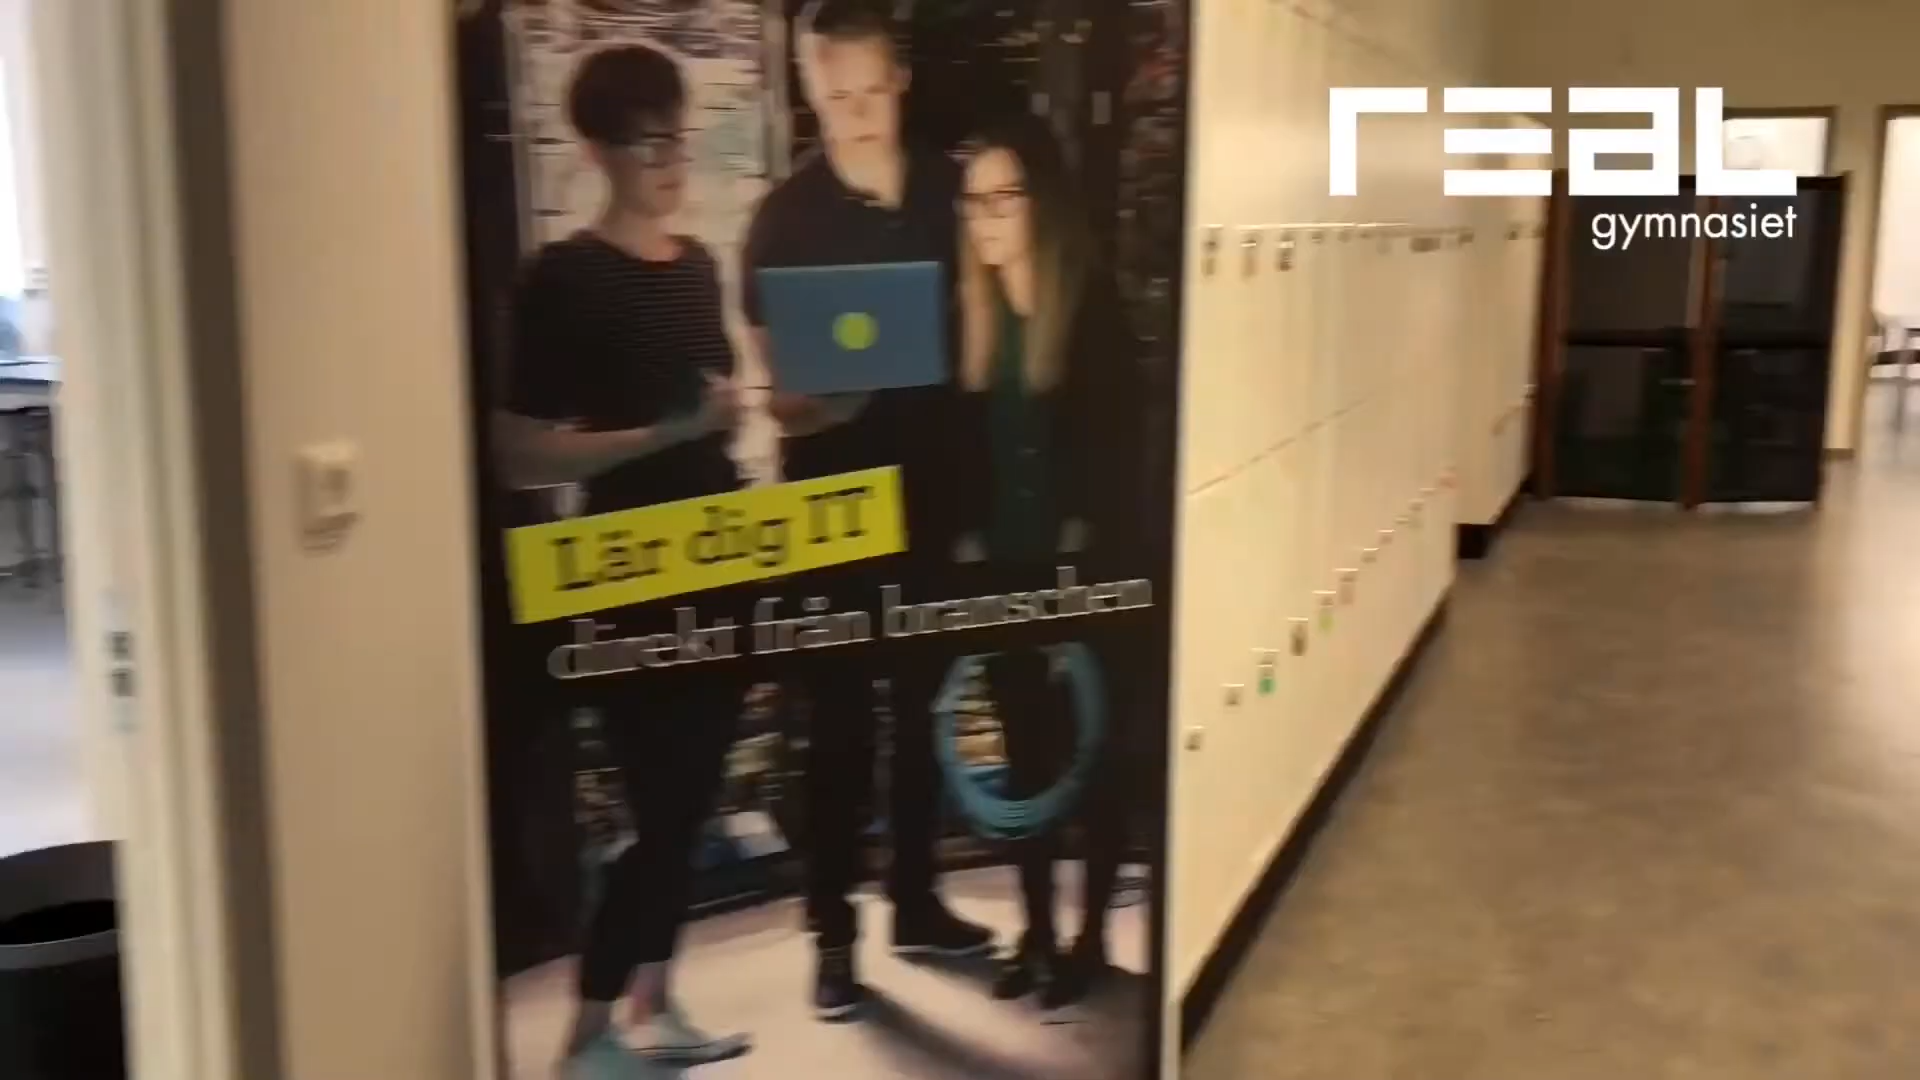 real
gymnasiet
Lär dig IT
direkt från branschen